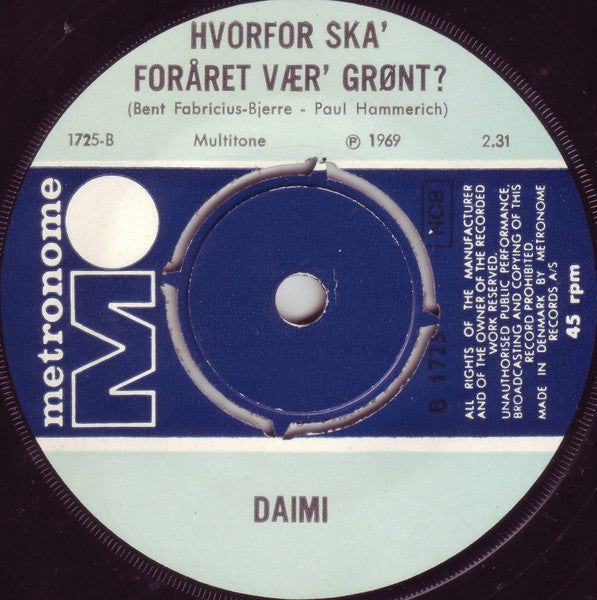 HVORFOR SKA'
FORÅRET VÆR' GRØNT?
(Bent Fabricius-Bjerre - Paul Hammerich)
1725-B Multitone ℗ 1969 2.31
metronome
M
NCB
B 1725
ALL RIGHTS OF THE MANUFACTURER
AND OF THE OWNER OF THE RECORDED
WORK RESERVED.
UNAUTHORISED PUBLIC PERFORMANCE,
BROADCASTING AND COPYING OF THIS
RECORD PROHIBITED.
MADE IN DENMARK BY METRONOME
RECORDS A/S
45 rpm
DAIMI